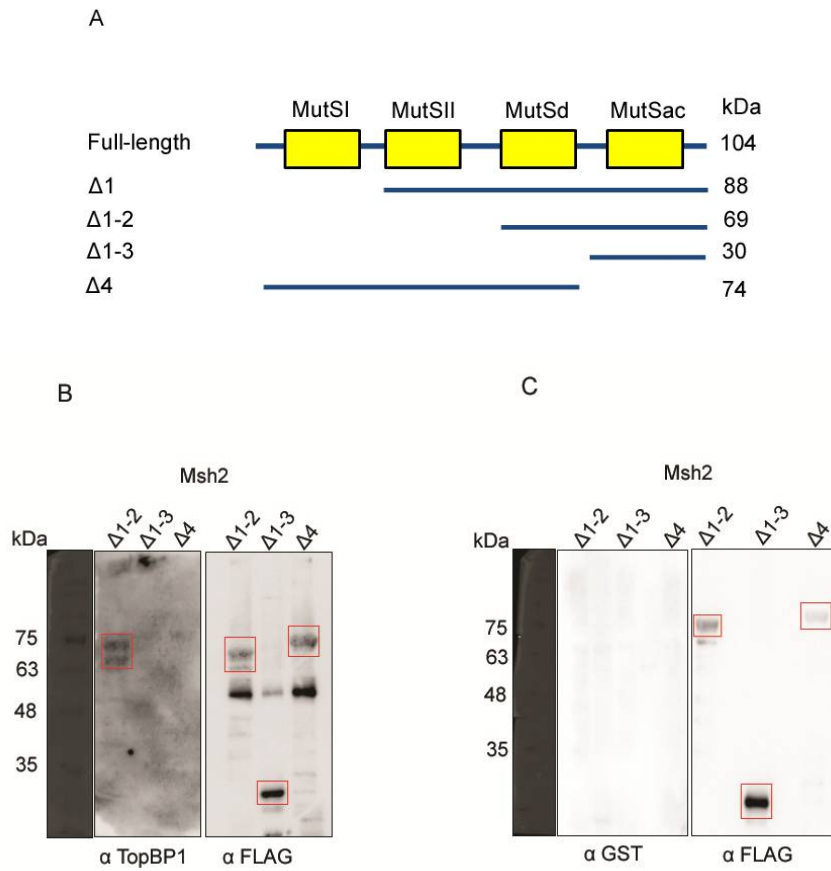 A
MutSI MutSII MutSd MutSac kDa
Full-length 104
Δ1 88
Δ1-2 69
Δ1-3 30
Δ4 74
B
Msh2
kDa Δ1-2 Δ1-3 Δ4 Δ1-2 Δ1-3 Δ4
75
63
48
35
α TopBP1 α FLAG
C
Msh2
kDa Δ1-2 Δ1-3 Δ4 Δ1-2 Δ1-3 Δ4
75
63
48
35
α GST α FLAG